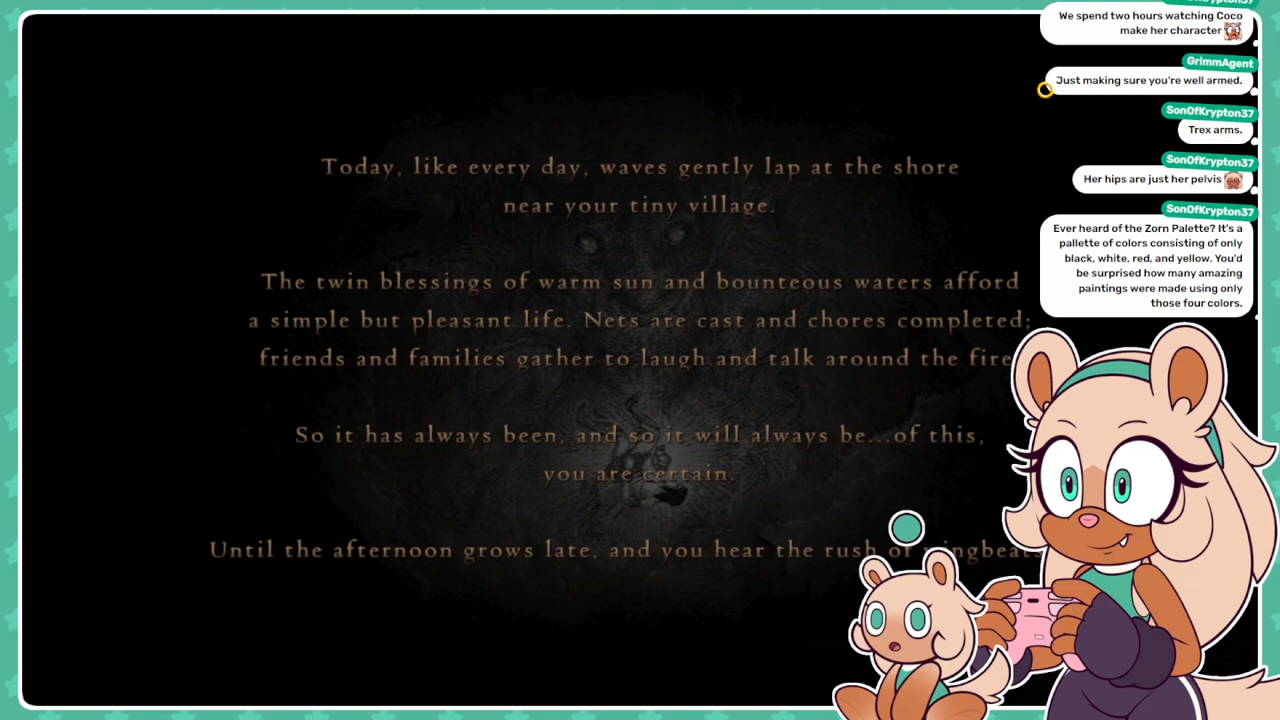 Today, like every day, waves gently lap at the shore
near your tiny village.
The twin blessings of warm sun and bounteous waters afford
a simple but pleasant life. Nets are cast and chores completed;
friends and families gather to laugh and talk around the fire
So it has always been, and so it will always be...of this,
you are certain.
Until the afternoon grows late, and you hear the rush of wingbeats
We spend two hours watching Coco
make her character
GrimmAgent
Just making sure you're well armed.
SonOfKrypton37
Trex arms.
SonOfKrypton37
Her hips are just her pelvis
SonOfKrypton37
Ever heard of the Zorn Palette? It's a
pallette of colors consisting of only
black, white, red, and yellow. You'd
be surprised how many amazing
paintings were made using only
those four colors.